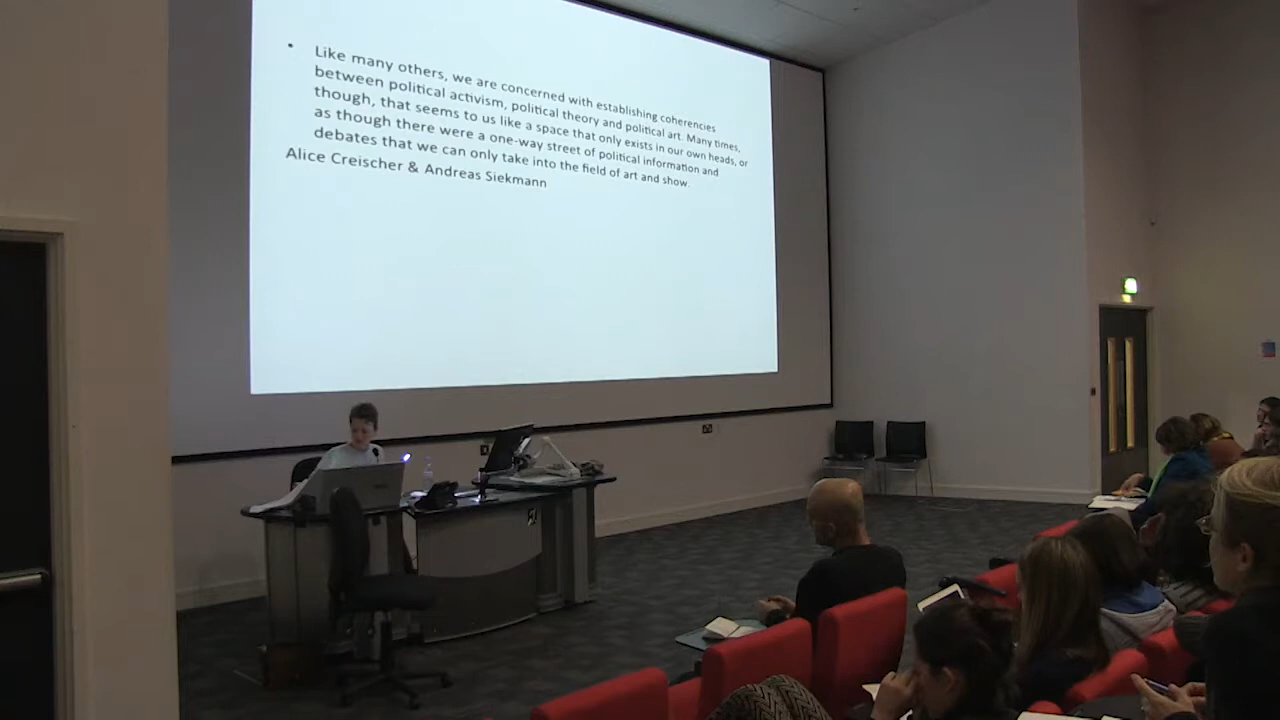 • Like many others, we are concerned with establishing coherencies
between political activism, political theory and political art. Many times,
though, that seems to us like a space that only exists in our own heads, or
as though there were a one-way street of political information and
debates that we can only take into the field of art and show.
Alice Creischer & Andreas Siekmann